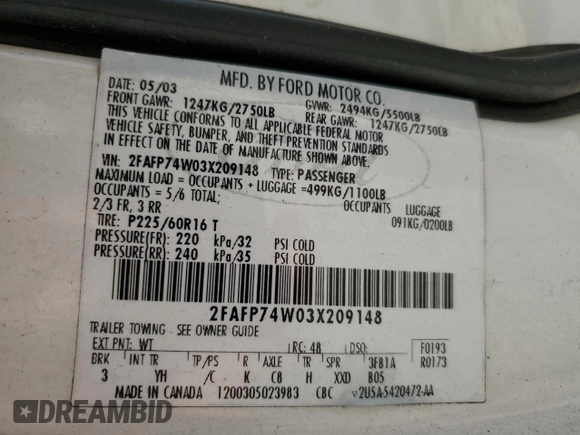 MFD. BY FORD MOTOR CO.
DATE: 05/03
FRONT GAWR: 1247KG/2750LB
GVWR: 2494KG/5500LB
REAR GAWR: 1247KG/2750LB
THIS VEHICLE CONFORMS TO ALL APPLICABLE FEDERAL MOTOR
VEHICLE SAFETY, BUMPER, AND THEFT PREVENTION STANDARDS
IN EFFECT ON THE DATE OF MANUFACTURE SHOWN ABOVE.
VIN: 2FAFP74W03X209148 TYPE: PASSENGER
MAXIMUM LOAD = OCCUPANTS + LUGGAGE =499KG/1100LB
OCCUPANTS = 5/6 TOTAL; OCCUPANTS LUGGAGE
2/3 FR, 3 RR 091KG/0200LB
TIRE: P225/60R16 T
PRESSURE(FR): 220 kPa/32 PSI COLD
PRESSURE(RR): 240 kPa/35 PSI COLD
2FAFP74W03X209148
TRAILER TOWING - SEE OWNER GUIDE
EXT PNT: WT RC: 48 DSO: F0193
BRK INT TR TP/PS R AXLE TR SPR 3FB1A R0173
3 YH /C K C8 H XXD B05
MADE IN CANADA 1200305023983 CBC 2U5A-5420472-AA
DREAMBID